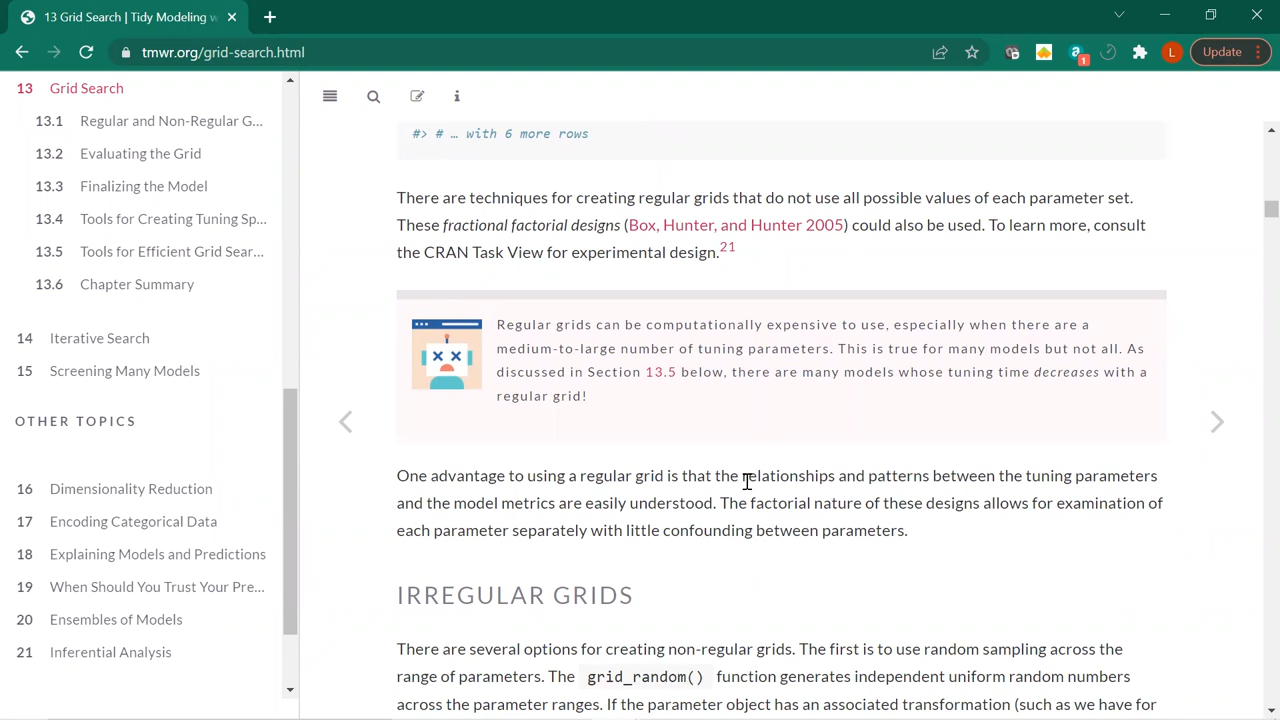 13 Grid Search | Tidy Modeling w
tmwr.org/grid-search.html
1
L
Update
13 Grid Search
13.1 Regular and Non-Regular G...
13.2 Evaluating the Grid
13.3 Finalizing the Model
13.4 Tools for Creating Tuning Sp...
13.5 Tools for Efficient Grid Sear...
13.6 Chapter Summary
14 Iterative Search
15 Screening Many Models
OTHER TOPICS
16 Dimensionality Reduction
17 Encoding Categorical Data
18 Explaining Models and Predictions
19 When Should You Trust Your Pre...
20 Ensembles of Models
21 Inferential Analysis
#> # … with 6 more rows
There are techniques for creating regular grids that do not use all possible values of each parameter set.
These fractional factorial designs (Box, Hunter, and Hunter 2005) could also be used. To learn more, consult
the CRAN Task View for experimental design.21
Regular grids can be computationally expensive to use, especially when there are a
medium-to-large number of tuning parameters. This is true for many models but not all. As
discussed in Section 13.5 below, there are many models whose tuning time decreases with a
regular grid!
One advantage to using a regular grid is that the relationships and patterns between the tuning parameters
and the model metrics are easily understood. The factorial nature of these designs allows for examination of
each parameter separately with little confounding between parameters.
IRREGULAR GRIDS
There are several options for creating non-regular grids. The first is to use random sampling across the
range of parameters. The grid_random() function generates independent uniform random numbers
across the parameter ranges. If the parameter object has an associated transformation (such as we have for